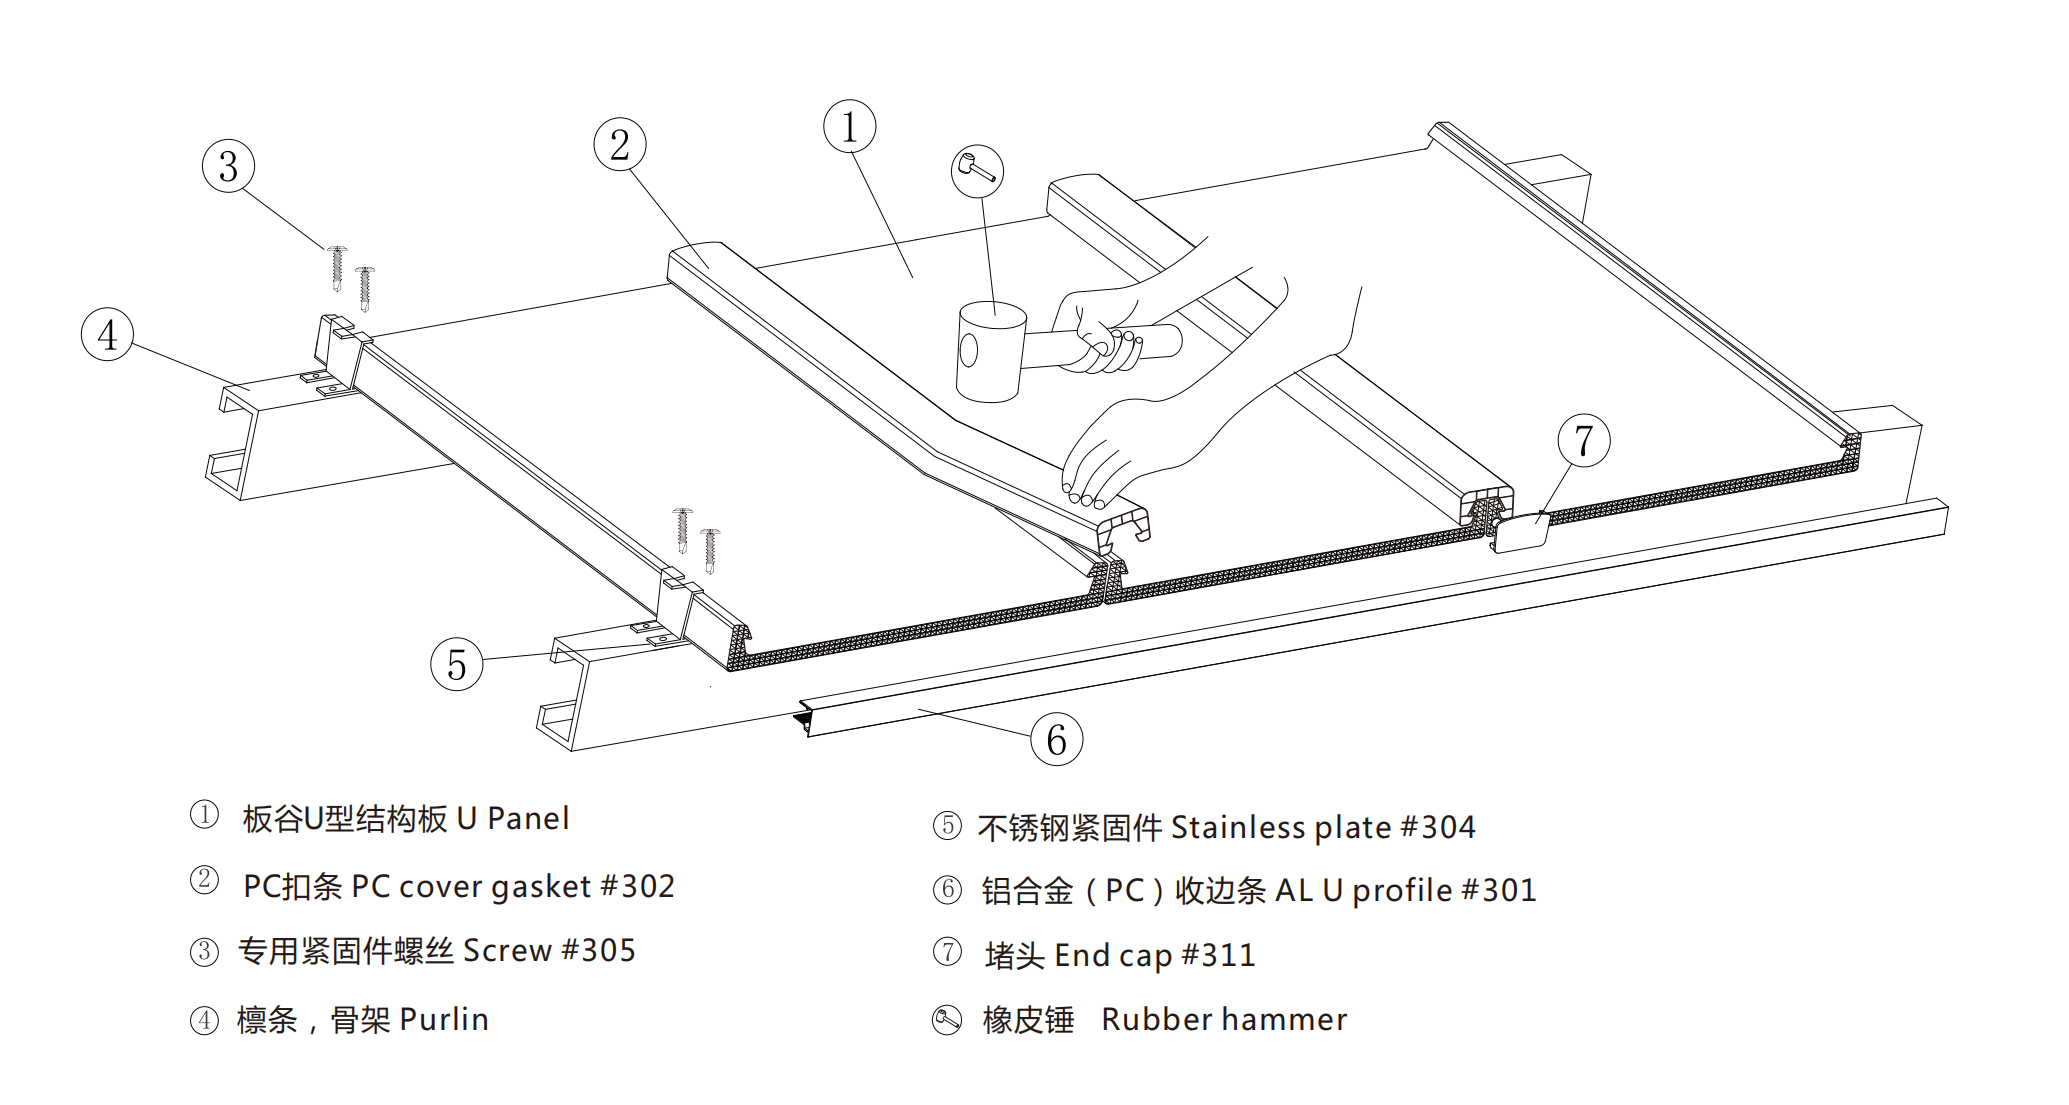 1
2
3
4
7
5
6
① 板谷U型结构板 U Panel
② PC扣条 PC cover gasket #302
③ 专用紧固件螺丝 Screw #305
④ 檩条，骨架 Purlin
⑤ 不锈钢紧固件 Stainless plate #304
⑥ 铝合金（PC）收边条 AL U profile #301
⑦ 堵头 End cap #311
橡皮锤 Rubber hammer